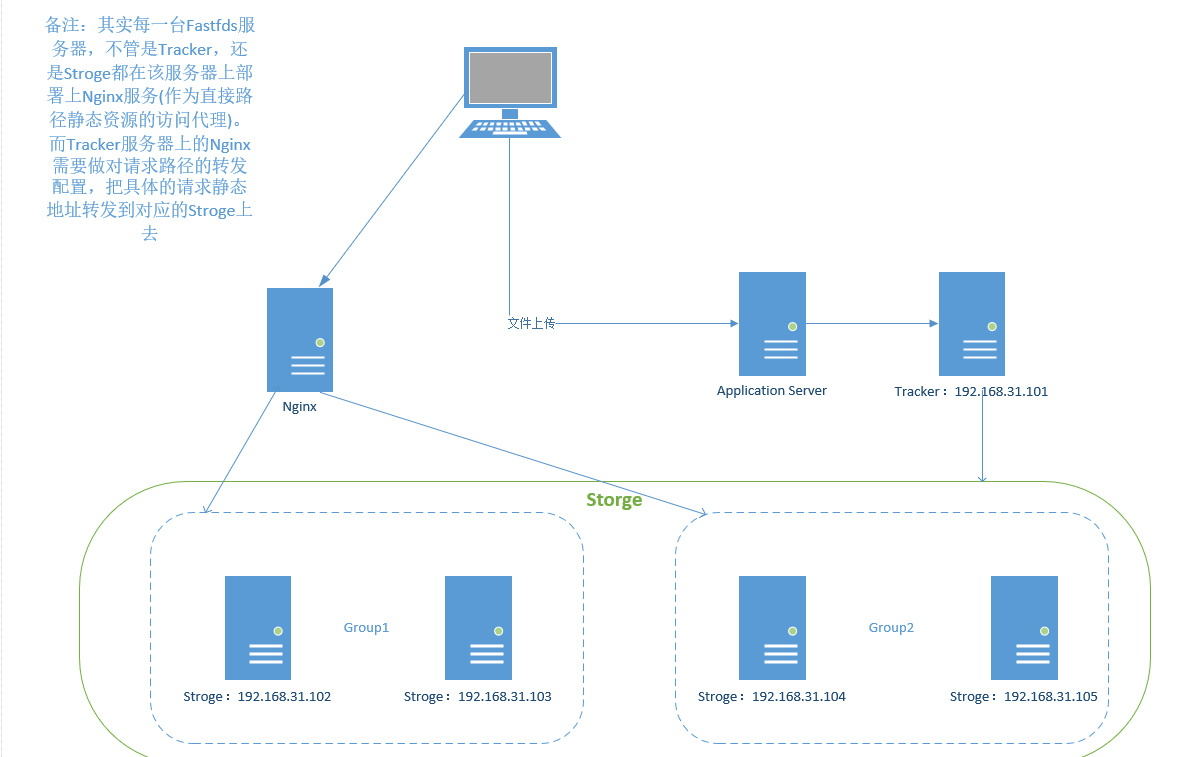 备注：其实每一台Fastfds服
务器，不管是Tracker，还
是Stroge都在该服务器上部
署上Nginx服务(作为直接路
径静态资源的访问代理)。
而Tracker服务器上的Nginx
需要做对请求路径的转发
配置，把具体的请求静态
地址转发到对应的Stroge上
去
文件上传
Nginx
Application Server
Tracker：192.168.31.101
Storge
Group1
Group2
Stroge：192.168.31.102
Stroge：192.168.31.103
Stroge：192.168.31.104
Stroge：192.168.31.105